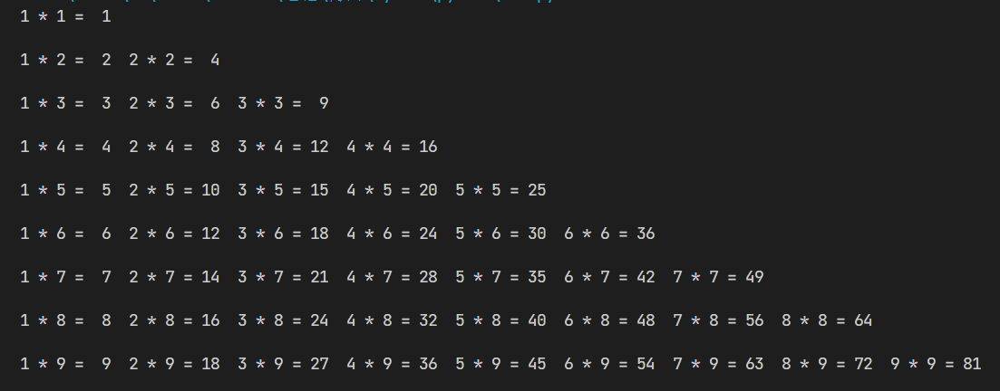 1 * 1 =  1
1 * 2 =  2  2 * 2 =  4
1 * 3 =  3  2 * 3 =  6  3 * 3 =  9
1 * 4 =  4  2 * 4 =  8  3 * 4 = 12  4 * 4 = 16
1 * 5 =  5  2 * 5 = 10  3 * 5 = 15  4 * 5 = 20  5 * 5 = 25
1 * 6 =  6  2 * 6 = 12  3 * 6 = 18  4 * 6 = 24  5 * 6 = 30  6 * 6 = 36
1 * 7 =  7  2 * 7 = 14  3 * 7 = 21  4 * 7 = 28  5 * 7 = 35  6 * 7 = 42  7 * 7 = 49
1 * 8 =  8  2 * 8 = 16  3 * 8 = 24  4 * 8 = 32  5 * 8 = 40  6 * 8 = 48  7 * 8 = 56  8 * 8 = 64
1 * 9 =  9  2 * 9 = 18  3 * 9 = 27  4 * 9 = 36  5 * 9 = 45  6 * 9 = 54  7 * 9 = 63  8 * 9 = 72  9 * 9 = 81